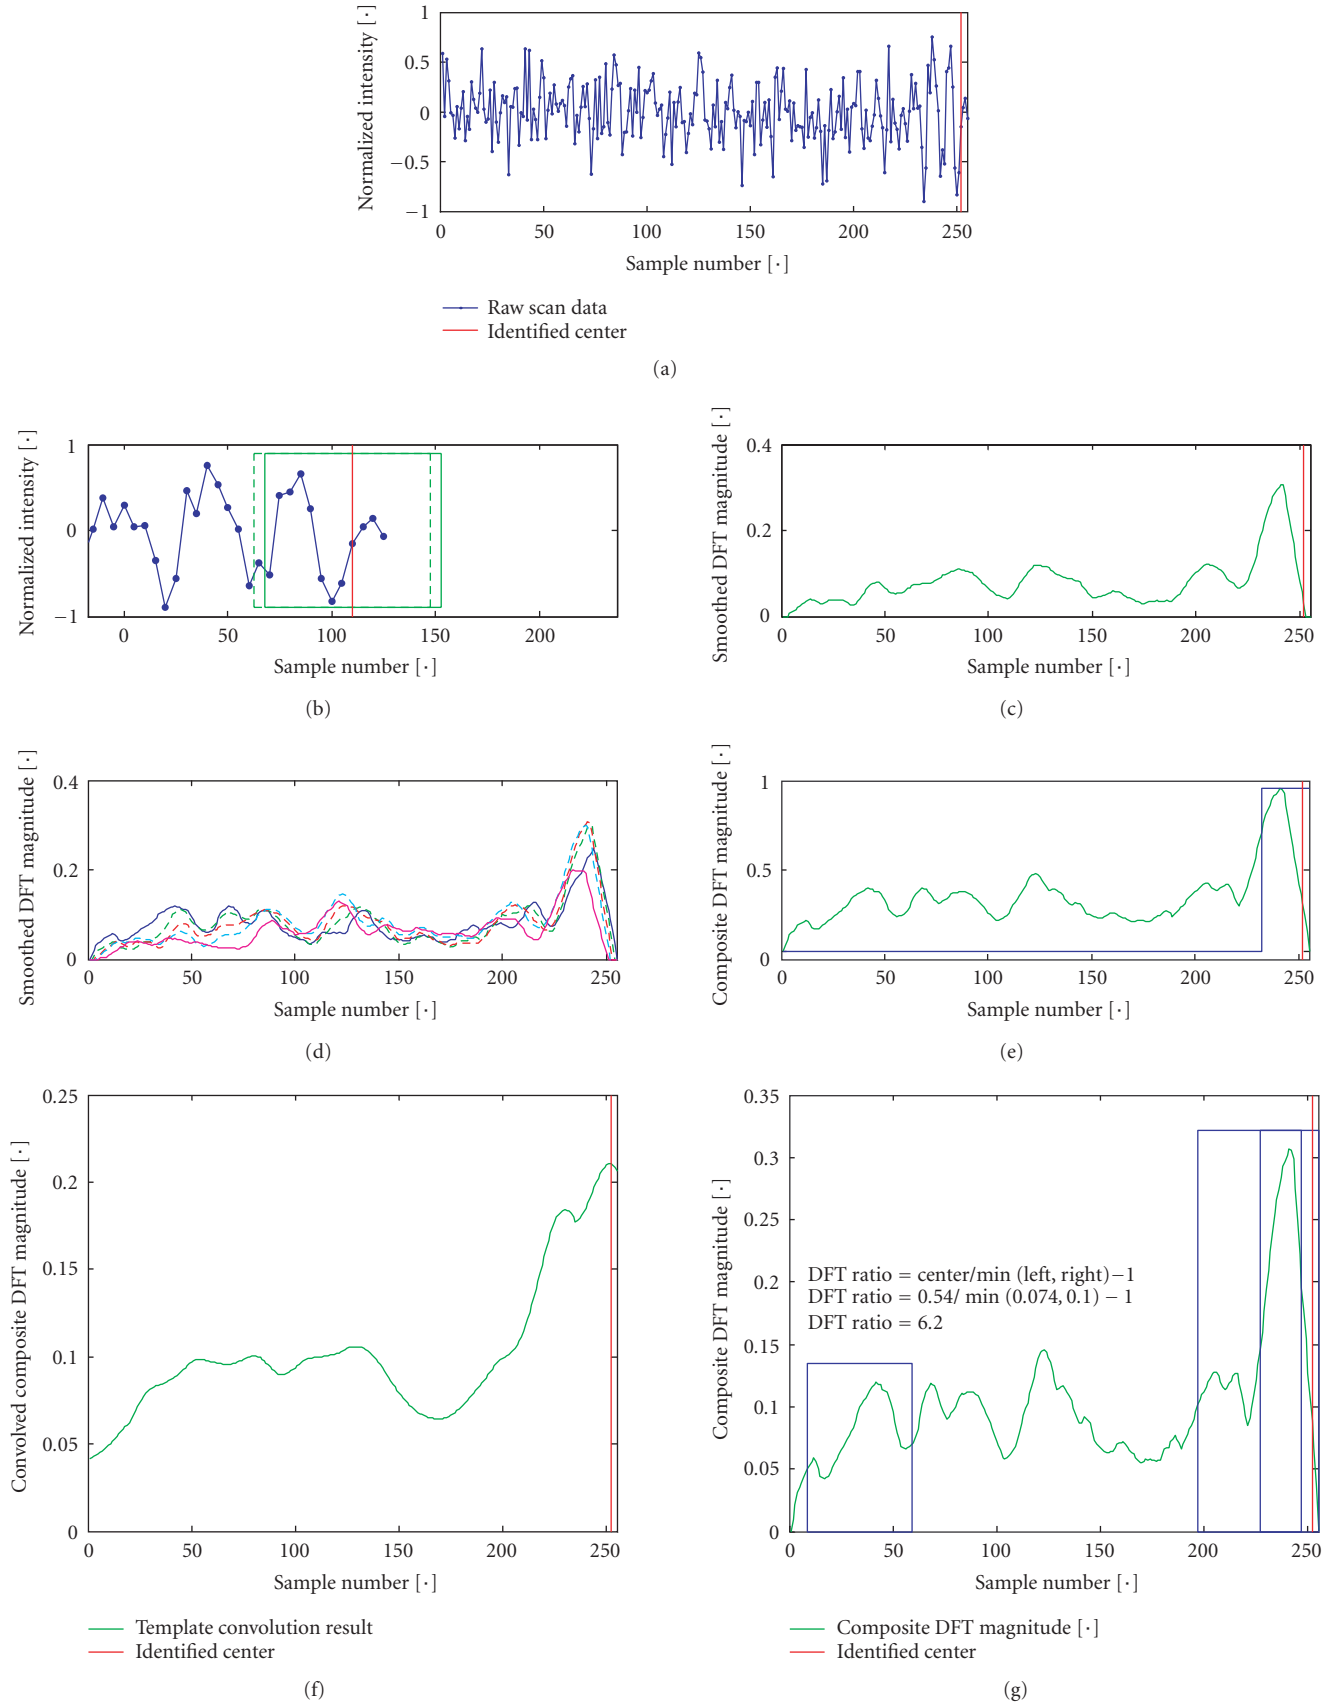 Normalized intensity [·]
1
0.5
0
−0.5
−1
0 50 100 150 200 250
Sample number [·]
Raw scan data
Identified center
(a)
Normalized intensity [·]
1
0
−1
0 50 100 150 200
Sample number [·]
(b)
Smoothed DFT magnitude [·]
0.4
0.2
0
0 50 100 150 200 250
Sample number [·]
(c)
Smoothed DFT magnitude [·]
0.4
0.2
0
0 50 100 150 200 250
Sample number [·]
(d)
Composite DFT magnitude [·]
1
0.5
0
0 50 100 150 200 250
Sample number [·]
(e)
Convolved composite DFT magnitude [·]
0.25
0.2
0.15
0.1
0.05
0
0 50 100 150 200 250
Sample number [·]
Template convolution result
Identified center
(f)
Composite DFT magnitude [·]
0.35
0.3
0.25
0.2
0.15
0.1
0.05
0
DFT ratio = center/min (left, right)−1
DFT ratio = 0.54/ min (0.074, 0.1) − 1
DFT ratio = 6.2
0 50 100 150 200 250
Sample number [·]
Composite DFT magnitude [·]
Identified center
(g)